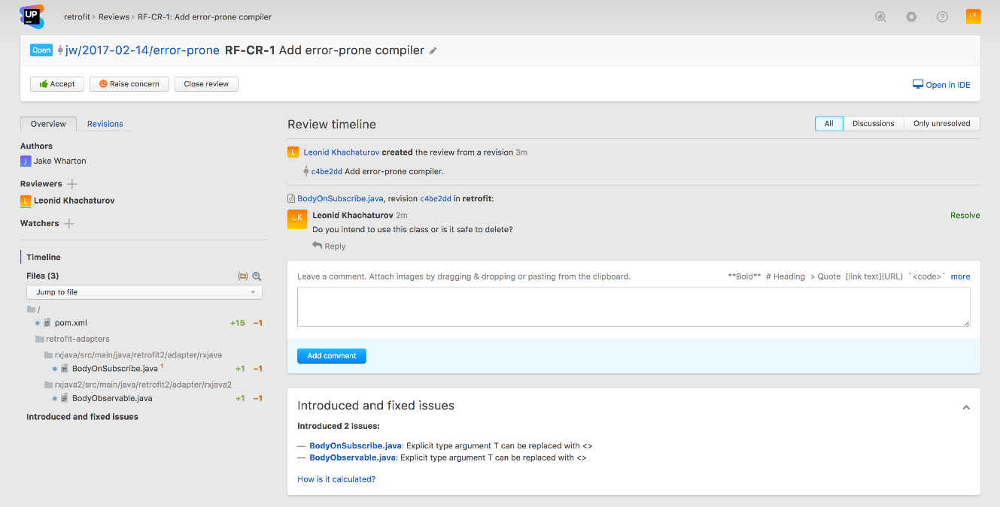 UP
retrofit › Reviews › RF-CR-1: Add error-prone compiler
LK
Open jw/2017-02-14/error-prone RF-CR-1 Add error-prone compiler
Accept Raise concern Close review
Open in IDE
Overview Revisions
Authors
J Jake Wharton
Reviewers
L Leonid Khachaturov
Watchers
Timeline
Files (3)
Jump to file
/
* pom.xml +15 −1
retrofit-adapters
rxjava/src/main/java/retrofit2/adapter/rxjava
* BodyOnSubscribe.java 1 +1 −1
rxjava2/src/main/java/retrofit2/adapter/rxjava2
* BodyObservable.java +1 −1
Introduced and fixed issues
Review timeline
All Discussions Only unresolved
L Leonid Khachaturov created the review from a revision 3m
c4be2dd Add error-prone compiler.
BodyOnSubscribe.java, revision c4be2dd in retrofit:
LK Leonid Khachaturov 2m Resolve
Do you intend to use this class or is it safe to delete?
Reply
Leave a comment. Attach images by dragging & dropping or pasting from the clipboard. **Bold** # Heading > Quote [link text](URL) `<code>` more
Add comment
Introduced and fixed issues
Introduced 2 issues:
— BodyOnSubscribe.java: Explicit type argument T can be replaced with <>
— BodyObservable.java: Explicit type argument T can be replaced with <>
How is it calculated?